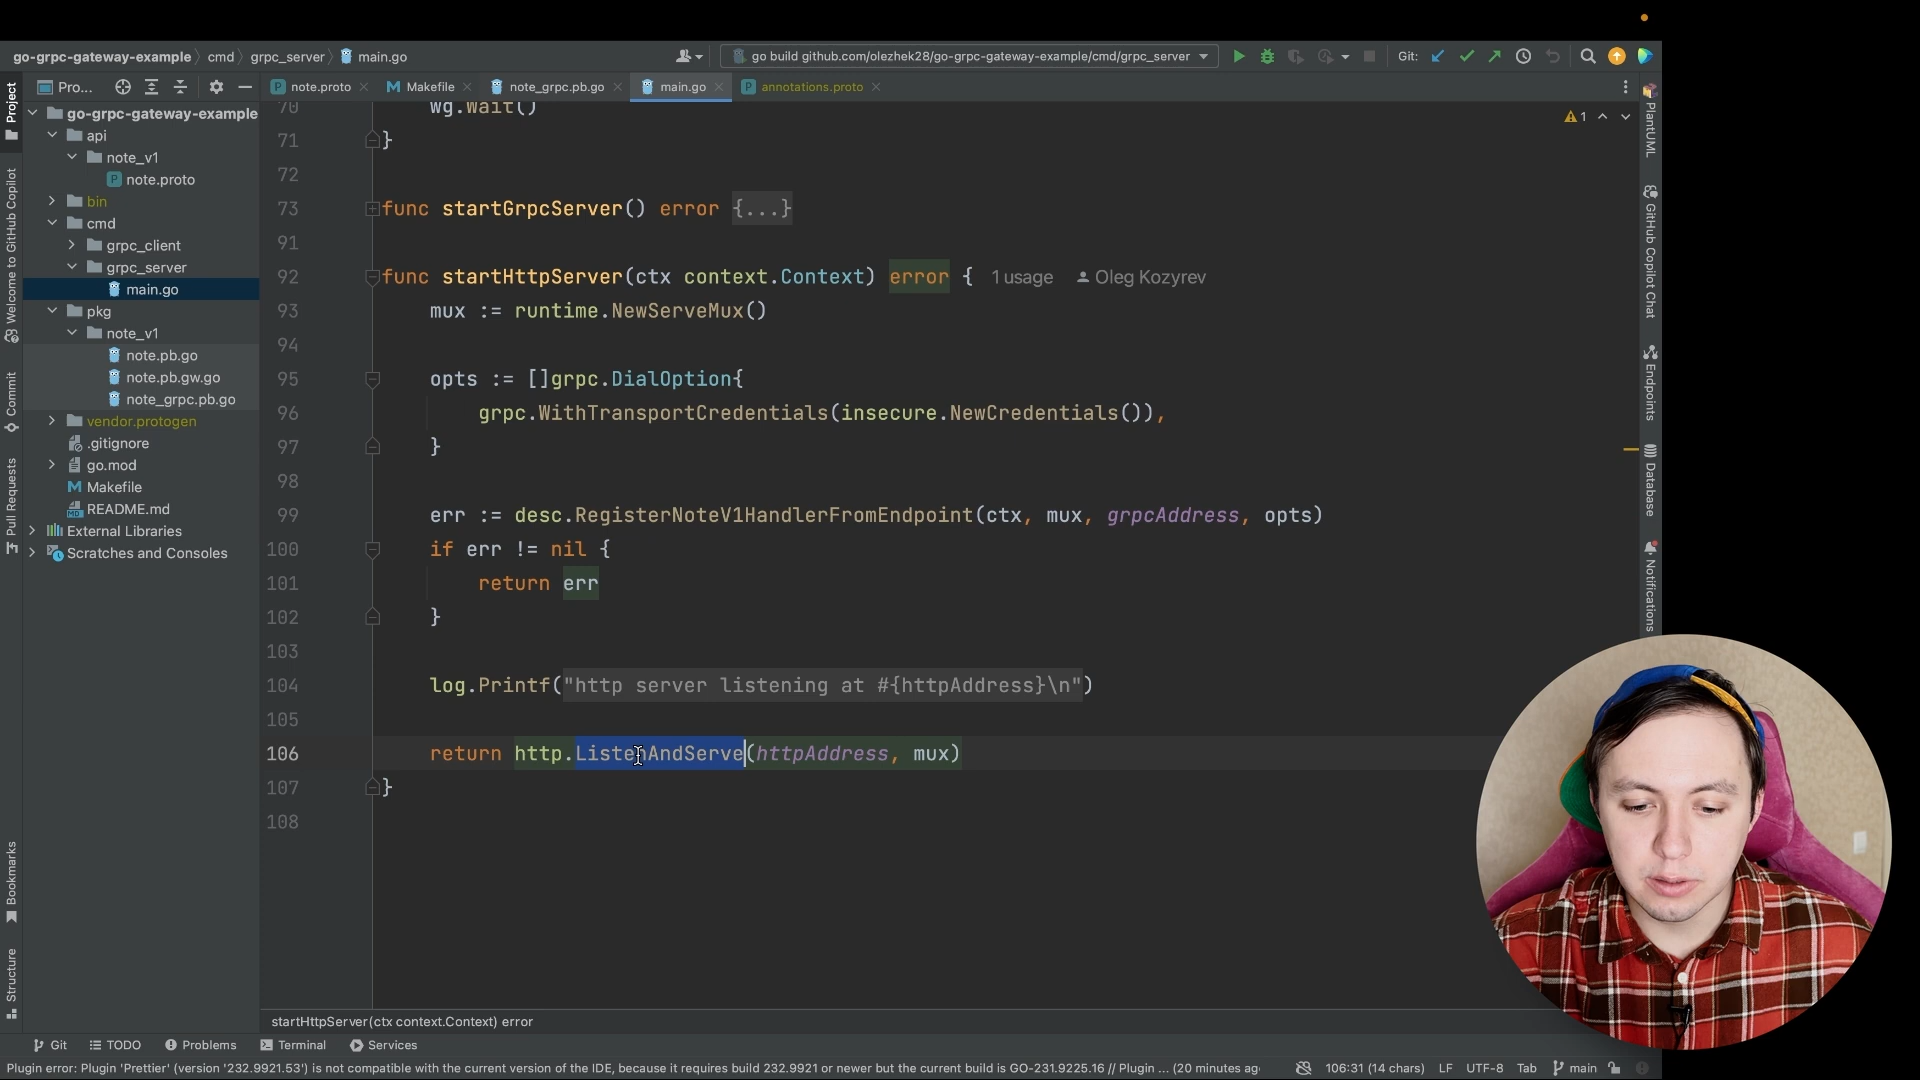 go-grpc-gateway-example cmd grpc_server main.go
go build github.com/olezhek28/go-grpc-gateway-example/cmd/grpc_server
Git:
Project
Pro...
note.proto
Makefile
note_grpc.pb.go
main.go
annotations.proto
go-grpc-gateway-example
api
note_v1
note.proto
bin
cmd
grpc_client
grpc_server
main.go
pkg
note_v1
note.pb.go
note.pb.gw.go
note_grpc.pb.go
vendor.protogen
.gitignore
go.mod
Makefile
README.md
External Libraries
Scratches and Consoles
Welcome to GitHub Copilot
Commit
Pull Requests
Bookmarks
Structure
1
70 wg.Wait()
71 }
72
73 func startGrpcServer() error {...}
91
92 func startHttpServer(ctx context.Context) error { 1 usage Oleg Kozyrev
93 mux := runtime.NewServeMux()
94
95 opts := []grpc.DialOption{
96 grpc.WithTransportCredentials(insecure.NewCredentials()),
97 }
98
99 err := desc.RegisterNoteV1HandlerFromEndpoint(ctx, mux, grpcAddress, opts)
100 if err != nil {
101 return err
102 }
103
104 log.Printf("http server listening at #{httpAddress}\n")
105
106 return http.ListenAndServe(httpAddress, mux)
107 }
108
PlantUML
GitHub Copilot Chat
Endpoints
Database
Notifications
startHttpServer(ctx context.Context) error
Git TODO Problems Terminal Services
Plugin error: Plugin 'Prettier' (version '232.9921.53') is not compatible with the current version of the IDE, because it requires build 232.9921 or newer but the current build is GO-231.9225.16 // Plugin ... (20 minutes ago
106:31 (14 chars) LF UTF-8 Tab main